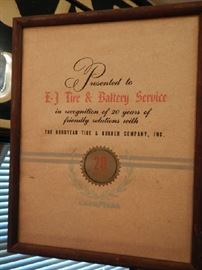 Presented to
E-J Tire & Battery Service
in recognition of 20 years of
friendly relations with
THE GOODYEAR TIRE & RUBBER COMPANY, INC.
20